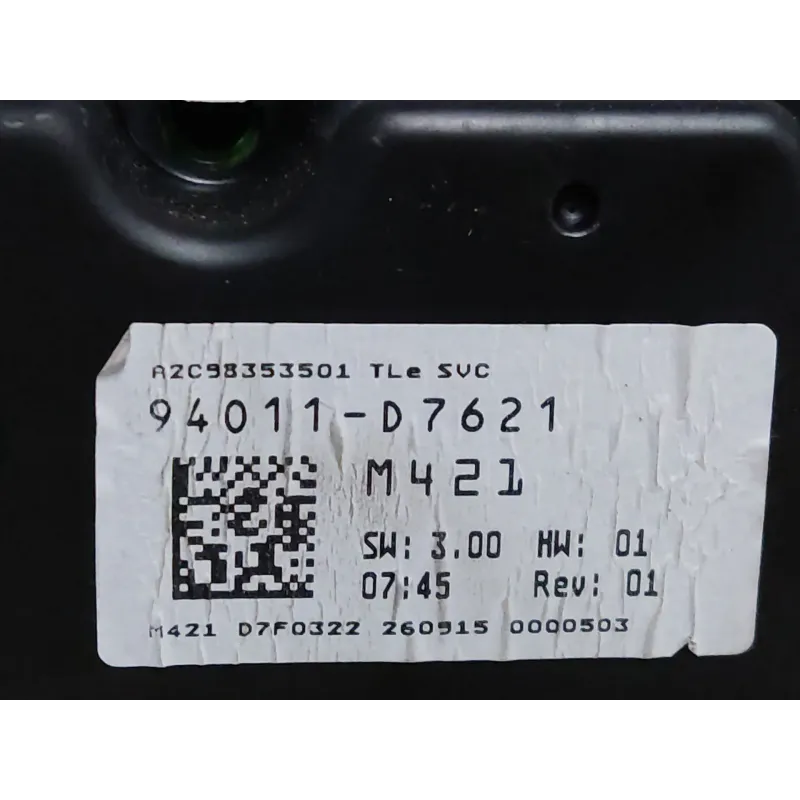 A2C98353501 TLe SVC
94011-D7621
M421
SW: 3.00 HW: 01
07:45 Rev: 01
M421 D7F0322 260915 0000503